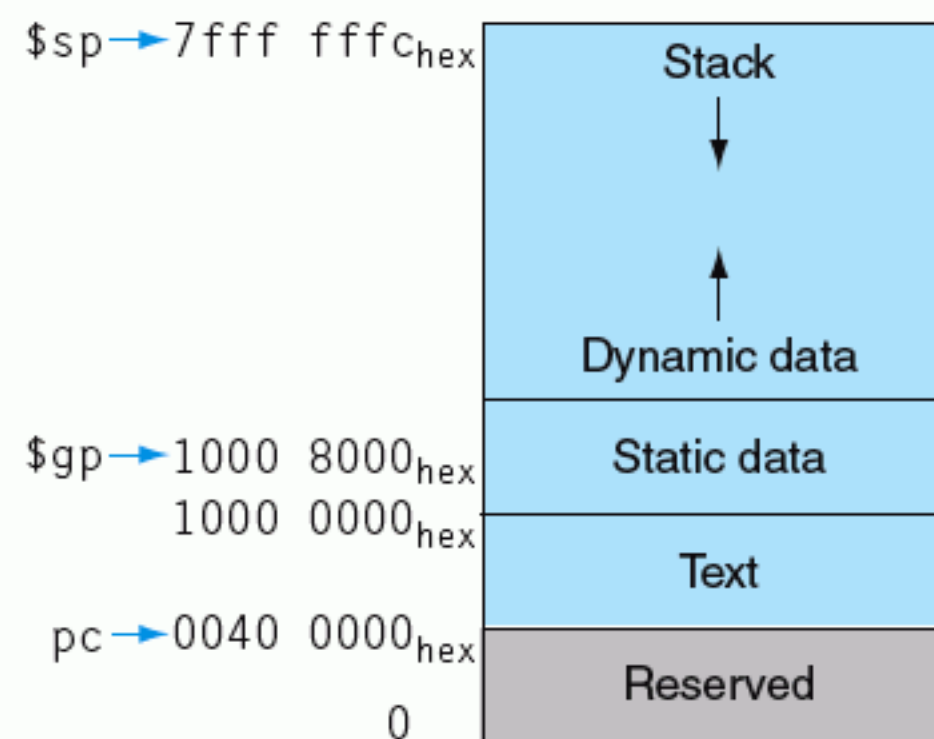 $sp 7fff fffchex
Stack
Dynamic data
$gp 1000 8000hex
Static data
1000 0000hex
Text
pc 0040 0000hex
Reserved
0